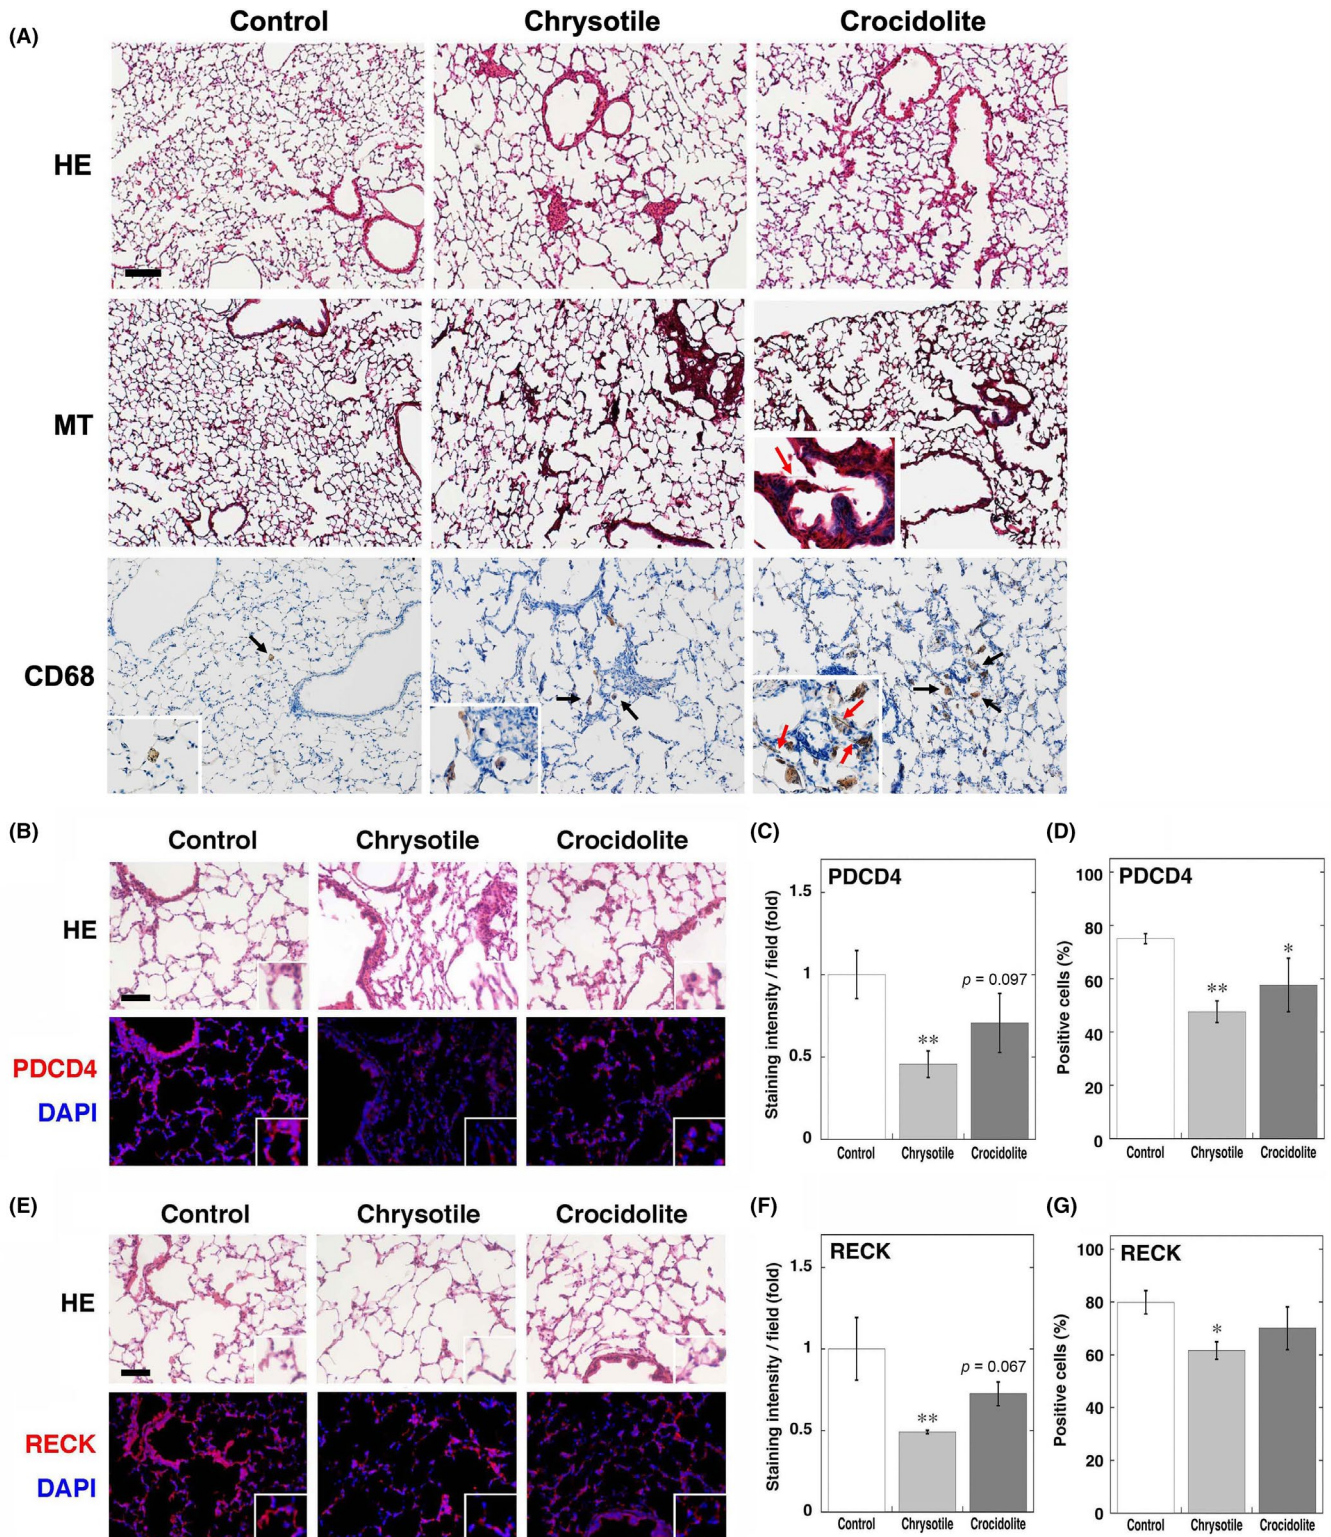 (A)
Control Chrysotile Crocidolite
HE
MT
CD68
(B)
Control Chrysotile Crocidolite
HE
PDCD4
DAPI
(C)
PDCD4
Staining intensity / field (fold)
1.5
1
0.5
0
**
p = 0.097
Control Chrysotile Crocidolite
(D)
PDCD4
Positive cells (%)
100
80
60
40
20
0
**
*
Control Chrysotile Crocidolite
(E)
Control Chrysotile Crocidolite
HE
RECK
DAPI
(F)
RECK
Staining intensity / field (fold)
1.5
1
0.5
0
**
p = 0.067
Control Chrysotile Crocidolite
(G)
RECK
Positive cells (%)
100
80
60
40
20
0
*
Control Chrysotile Crocidolite